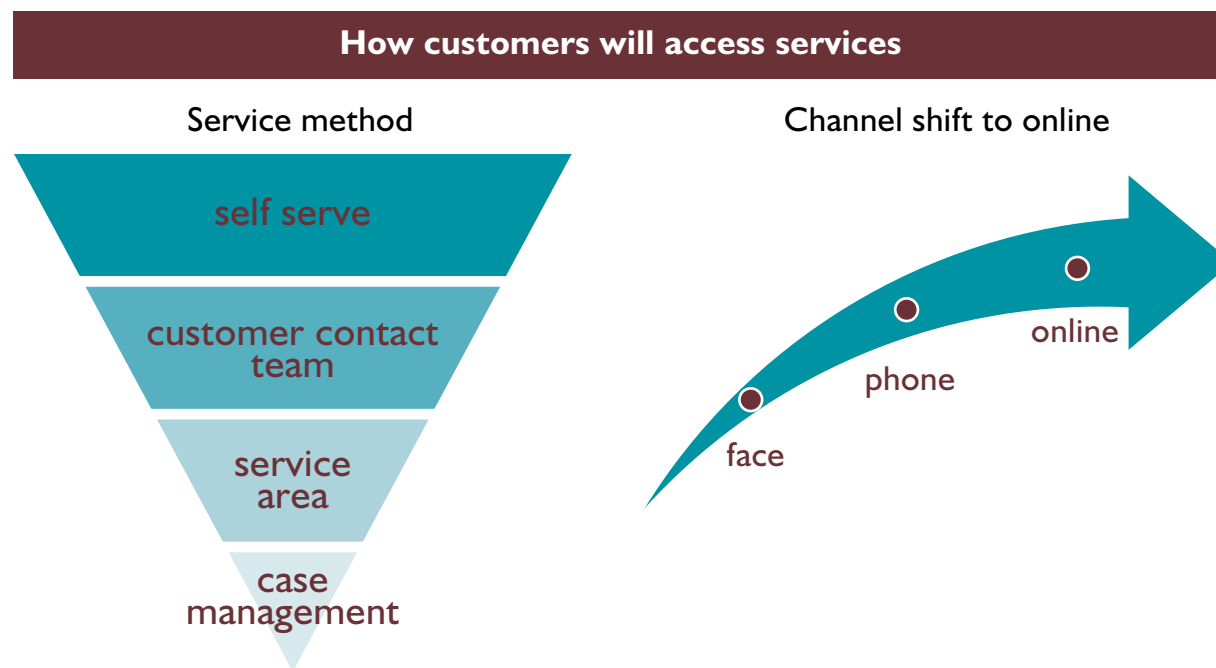 How customers will access services
Service method
self serve
customer contact
team
service
area
case
management
Channel shift to online
face
phone
online